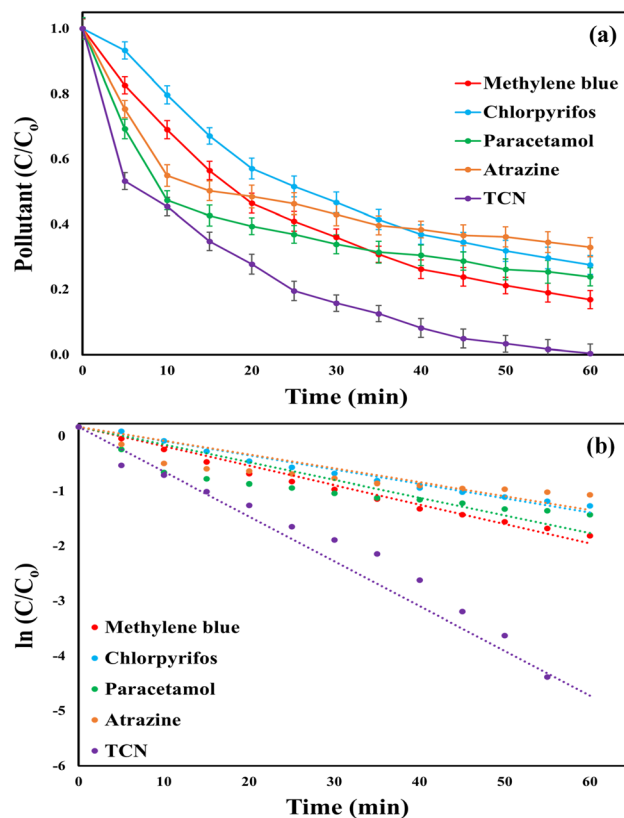 (a)
Pollutant (C/C₀)
1.0
0.8
0.6
0.4
0.2
0.0
Methylene blue
Chlorpyrifos
Paracetamol
Atrazine
TCN
0 10 20 30 40 50 60
Time (min)
(b)
ln (C/C₀)
0
-1
-2
-3
-4
-5
-6
Methylene blue
Chlorpyrifos
Paracetamol
Atrazine
TCN
0 10 20 30 40 50 60
Time (min)